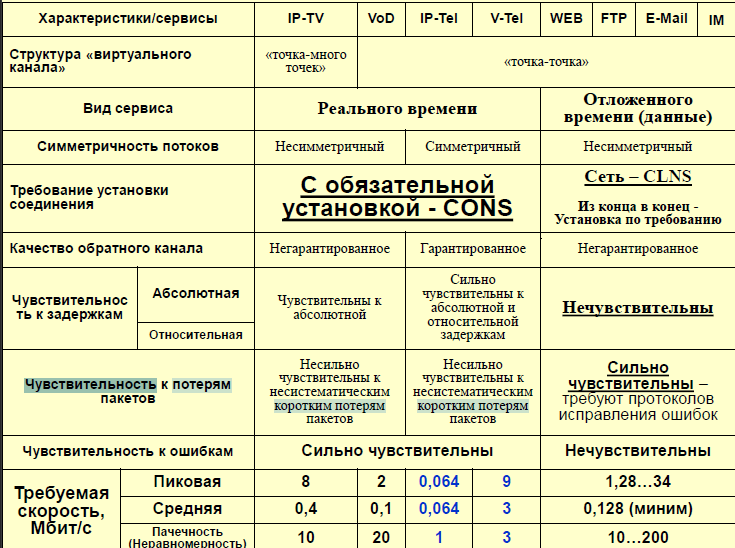 Характеристики/сервисы IP-TV VoD IP-Tel V-Tel WEB FTP E-Mail IM
Структура «виртуального
канала»
«точка-много
точек»
«точка-точка»
Вид сервиса
Реального времени
Отложенного
времени (данные)
Симметричность потоков Несимметричный Симметричный Несимметричный
Требование установки
соединения
С обязательной
установкой - CONS
Сеть – CLNS
Из конца в конец -
Установка по требованию
Качество обратного канала Негарантированное Гарантированное Негарантированное
Чувствительнос
ть к задержкам
Абсолютная
Относительная
Чувствительны к
абсолютной
Сильно
чувствительны к
абсолютной и
относительной
задержкам
Нечувствительны
Чувствительность к потерям
пакетов
Несильно
чувствительны к
несистематическим
коротким потерям
пакетов
Несильно
чувствительны к
несистематическим
коротким потерям
пакетов
Сильно
чувствительны –
требуют протоколов
исправления ошибок
Чувствительность к ошибкам Сильно чувствительны Нечувствительны
Требуемая
скорость,
Мбит/с
Пиковая 8 2 0,064 9 1,28…34
Средняя 0,4 0,1 0,064 3 0,128 (миним)
Пачечность
(Неравномерность)
10 20 1 3 10…200